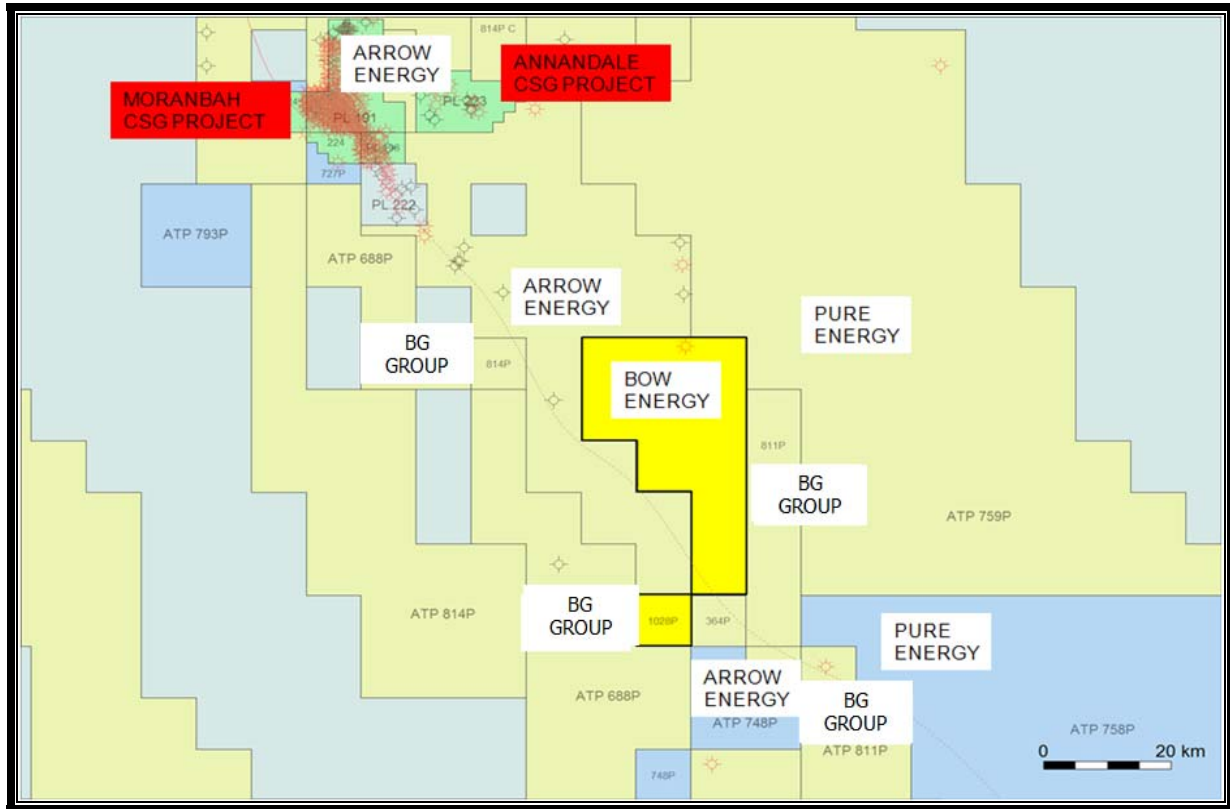 814P C
ARROW
ENERGY
ANNANDALE
CSG PROJECT
MORANBAH
CSG PROJECT
PL 223
PL 191
224
727P
PL 222
ATP 793P
ATP 688P
ARROW
ENERGY
PURE
ENERGY
BG
GROUP
814P
BOW
ENERGY
811P
BG
GROUP
ATP 759P
ATP 814P
BG
GROUP
1028P
364P
PURE
ENERGY
ARROW
ENERGY
ATP 688P
BG
GROUP
ATP 748P
ATP 758P
ATP 811P
0 20 km
748P